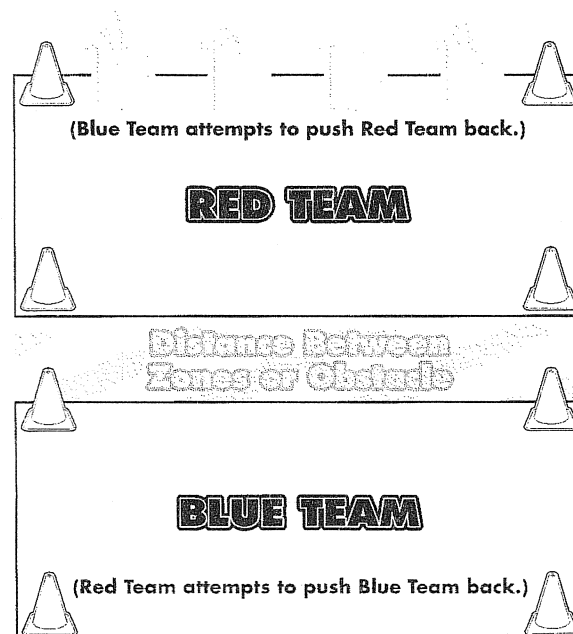 (Blue Team attempts to push Red Team back.)
RED TEAM
Distance Between
Zones or Obstacle
BLUE TEAM
(Red Team attempts to push Blue Team back.)